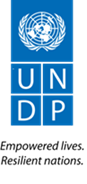 U N
D P
Empowered lives.
Resilient nations.